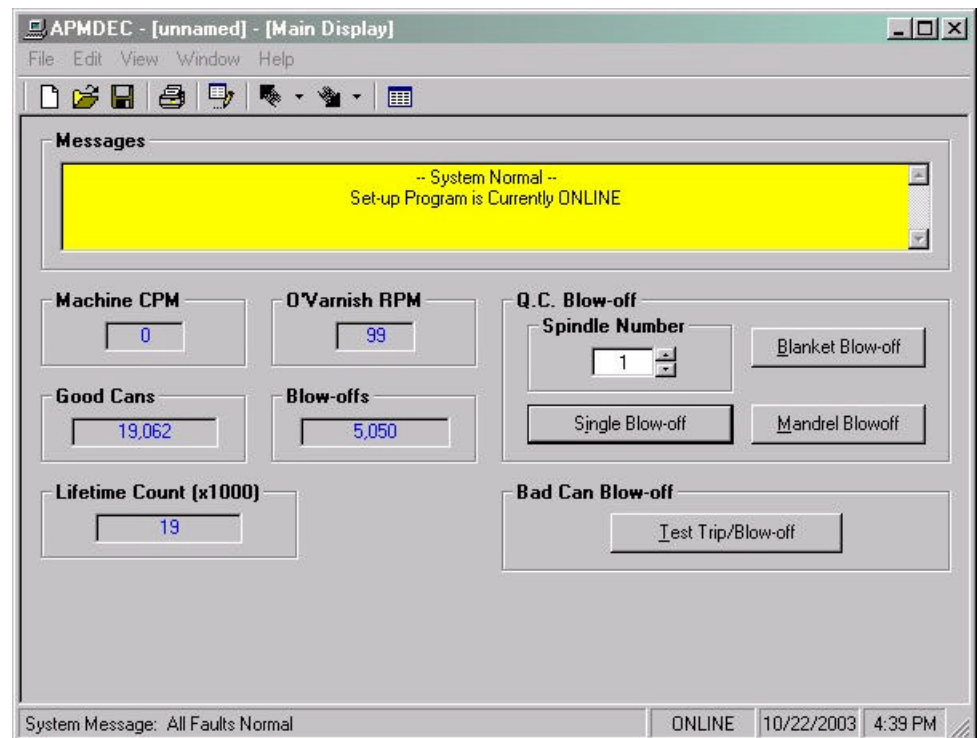 APMDEC - [unnamed] - [Main Display]
File Edit View Window Help
Messages
-- System Normal --
Set-up Program is Currently ONLINE
Machine CPM
0
O'Varnish RPM
99
Good Cans
19,062
Blow-offs
5,050
Lifetime Count (x1000)
19
Q.C. Blow-off
Spindle Number
1
Blanket Blow-off
Single Blow-off
Mandrel Blowoff
Bad Can Blow-off
Test Trip/Blow-off
System Message: All Faults Normal
ONLINE
10/22/2003
4:39 PM